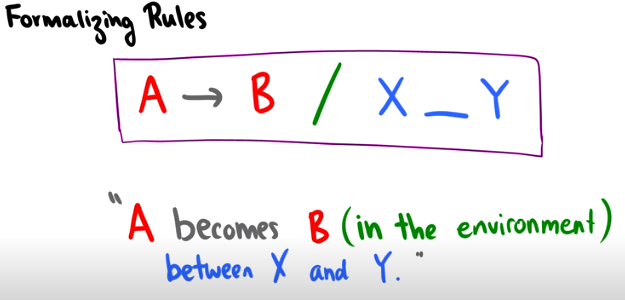 Formalizing Rules
A → B / X _ Y
"A becomes B (in the environment)
between X and Y."